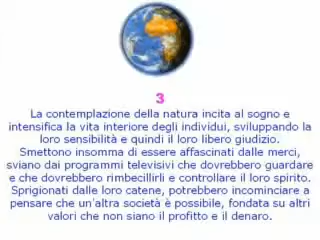 3
La contemplazione della natura incita al sogno e
intensifica la vita interiore degli individui, sviluppando la
loro sensibilità e quindi il loro libero giudizio.
Smettono insomma di essere affascinati dalle merci,
sviano dai programmi televisivi che dovrebbero guardare
e che dovrebbero rimbecillirli e controllare il loro spirito.
Sprigionati dalle loro catene, potrebbero incominciare a
pensare che un'altra società è possibile, fondata su altri
valori che non siano il profitto e il denaro.